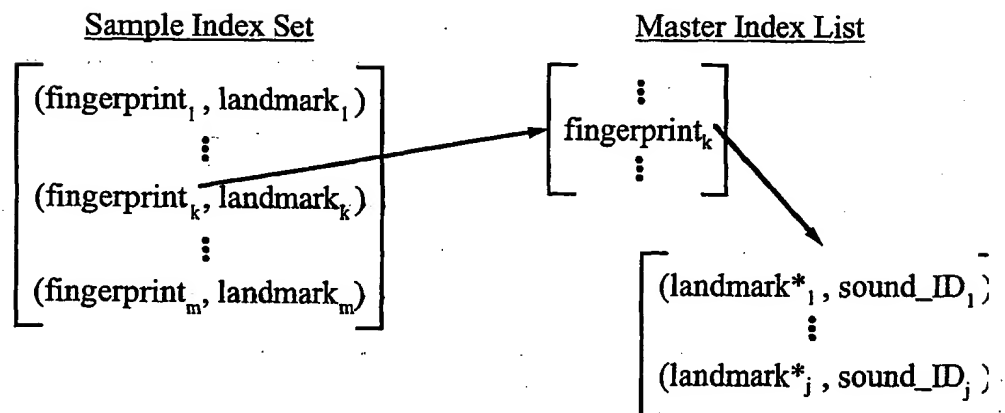 Sample Index Set
(fingerprint₁ , landmark₁)
(fingerprintₖ, landmarkₖ)
(fingerprintₘ, landmarkₘ)
Master Index List
fingerprintₖ
(landmark*₁ , sound_ID₁)
(landmark*ⱼ , sound_IDⱼ)